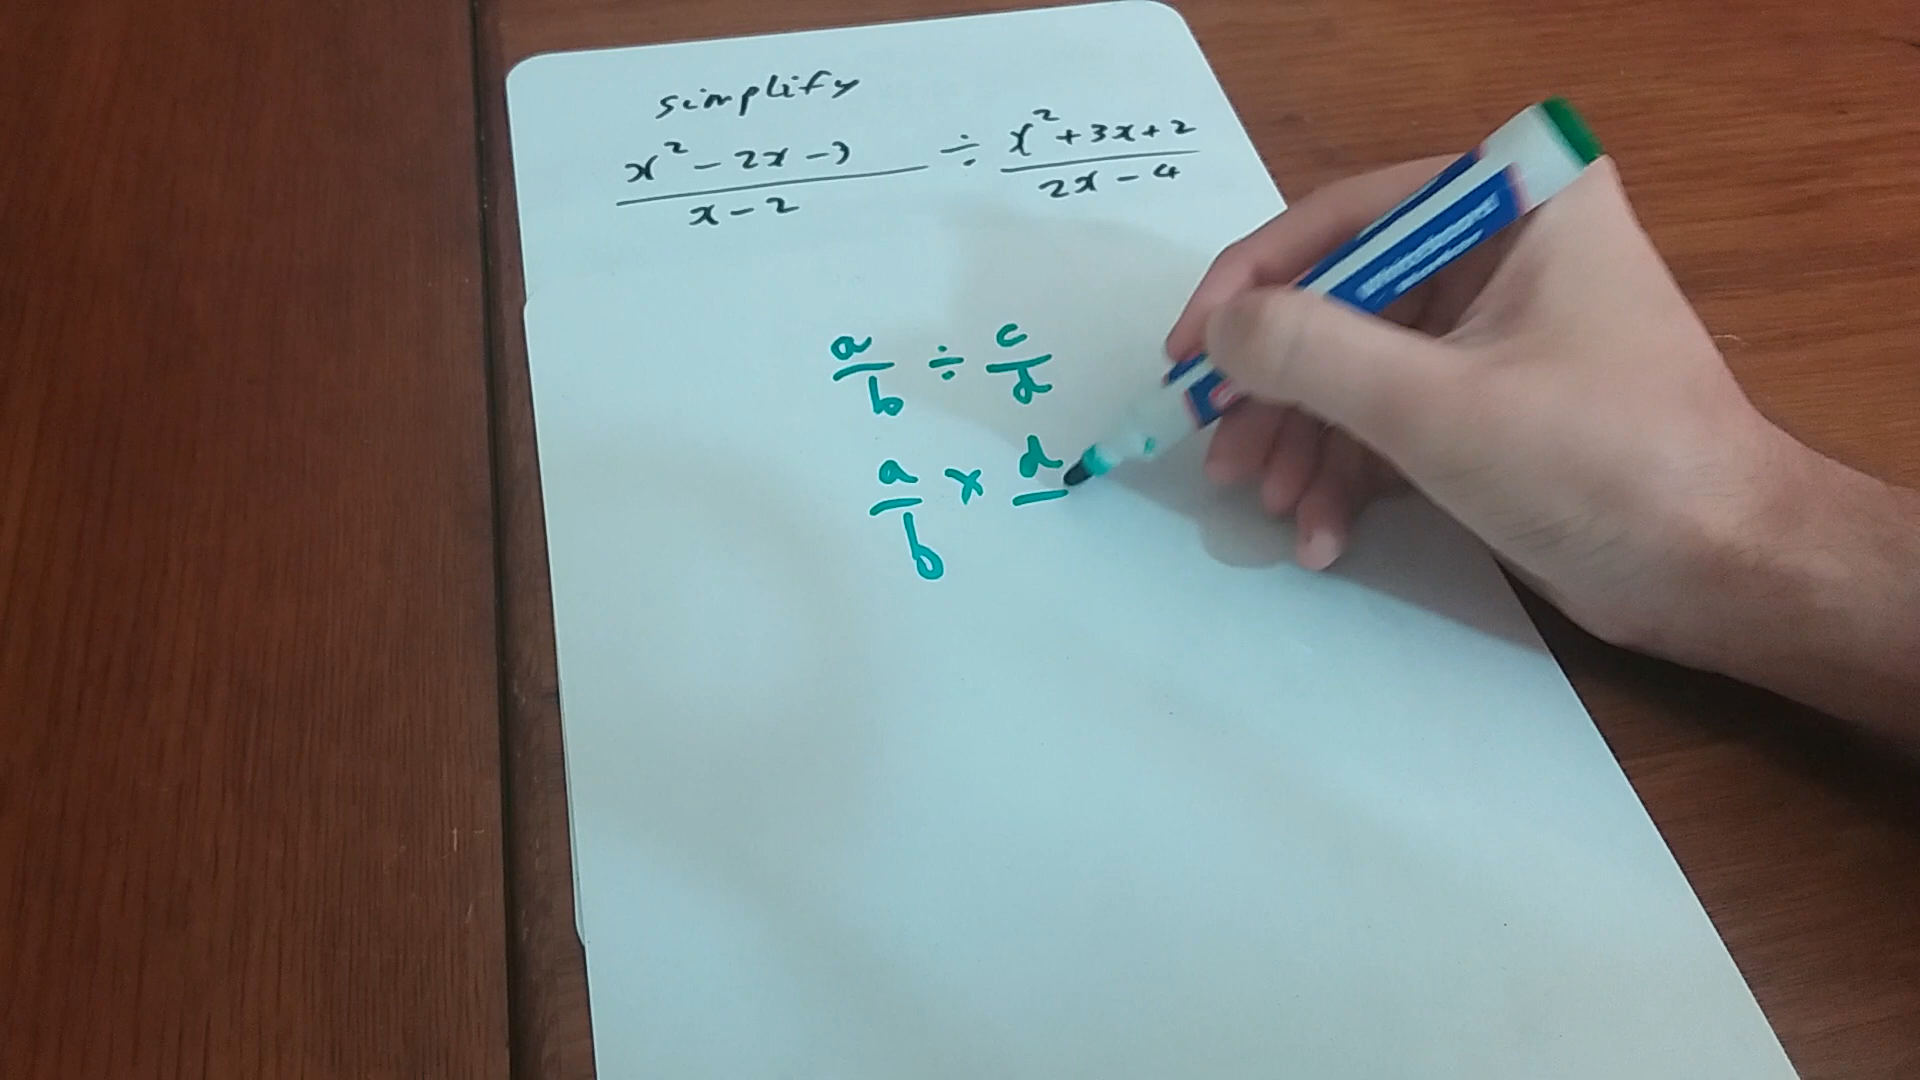 simplify
x² - 2x - 3 / x - 2 ÷ x² + 3x + 2 / 2x - 4
a / b ÷ c / d
a / b × d /